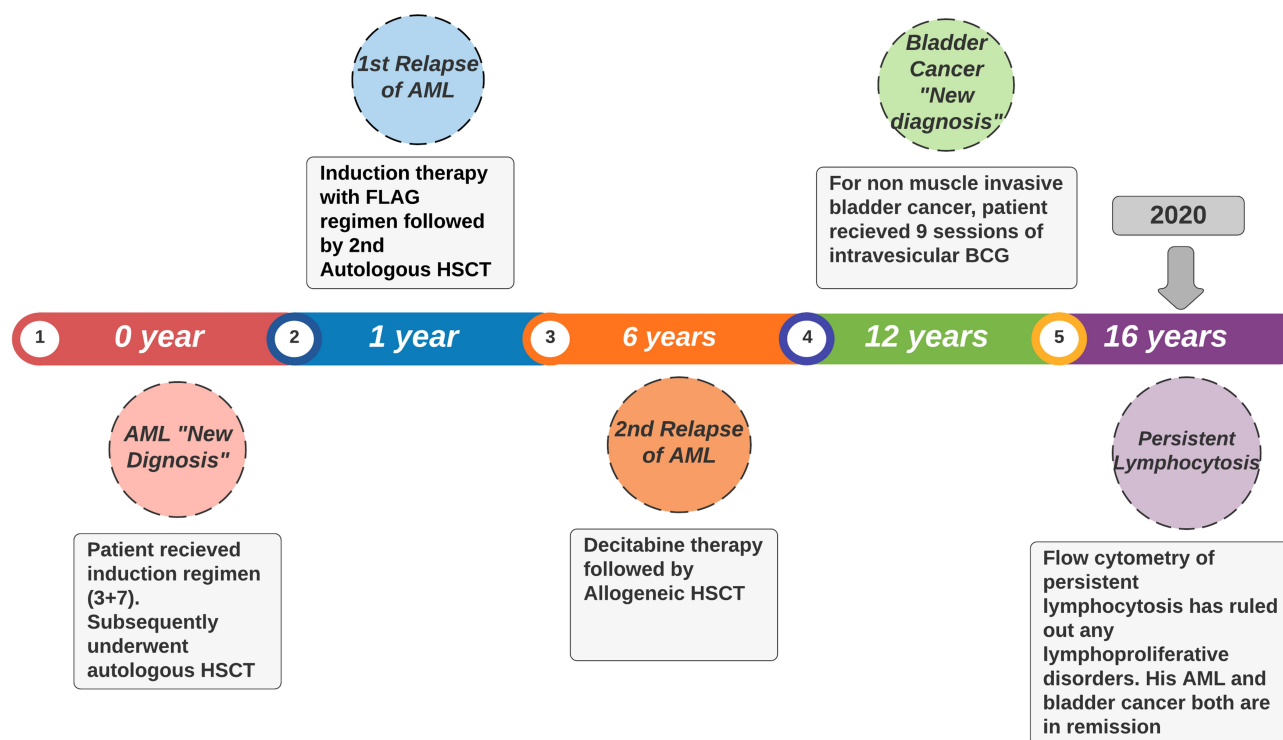 1st Relapse
of AML
Bladder
Cancer
"New
diagnosis"
Induction therapy
with FLAG
regimen followed
by 2nd
Autologous HSCT
For non muscle invasive
bladder cancer, patient
recieved 9 sessions of
intravesicular BCG
2020
1 0 year 2 1 year 3 6 years 4 12 years 5 16 years
AML "New
Dignosis"
2nd Relapse
of AML
Persistent
Lymphocytosis
Patient recieved
induction regimen
(3+7).
Subsequently
underwent
autologous HSCT
Decitabine therapy
followed by
Allogeneic HSCT
Flow cytometry of
persistent
lymphocytosis has ruled
out any
lymphoproliferative
disorders. His AML and
bladder cancer both are
in remission